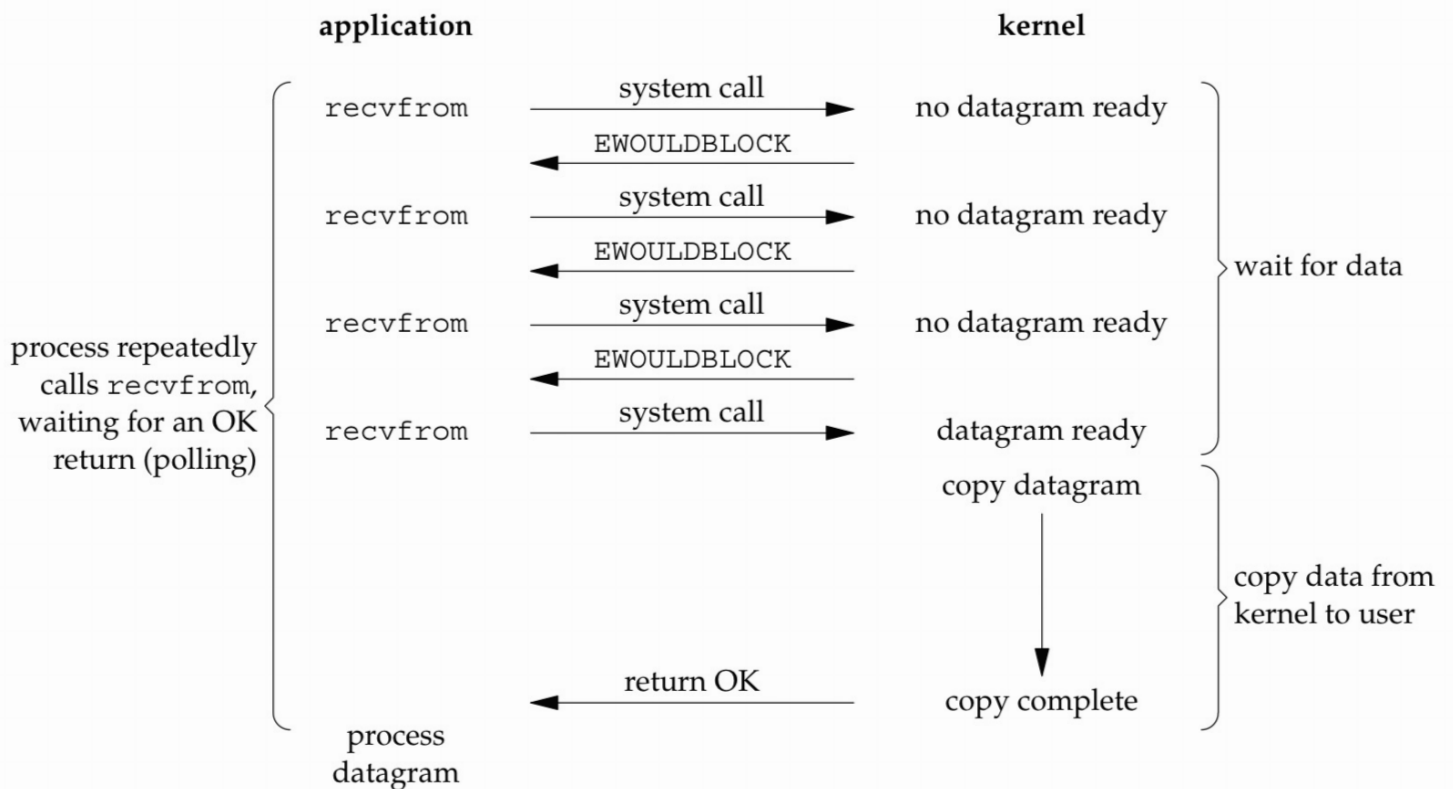 application
kernel
recvfrom
system call
no datagram ready
EWOULDBLOCK
recvfrom
system call
no datagram ready
EWOULDBLOCK
wait for data
recvfrom
system call
no datagram ready
process repeatedly
calls recvfrom,
waiting for an OK
return (polling)
EWOULDBLOCK
recvfrom
system call
datagram ready
copy datagram
copy data from
kernel to user
return OK
copy complete
process
datagram